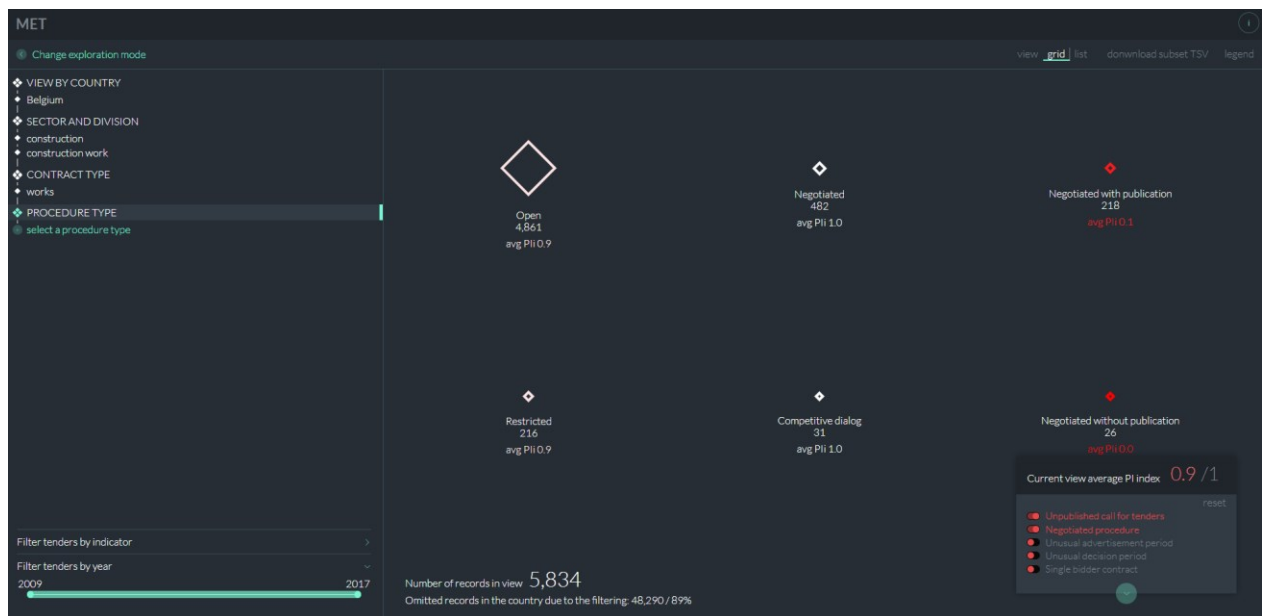 MET
i
Change exploration mode
view grid | list donwnload subset TSV legend
VIEW BY COUNTRY
Belgium
SECTOR AND DIVISION
construction
construction work
CONTRACT TYPE
works
PROCEDURE TYPE
select a procedure type
Open
4,861
avg PIi 0.9
Negotiated
482
avg PIi 1.0
Negotiated with publication
218
avg PIi 0.1
Restricted
216
avg PIi 0.9
Competitive dialog
31
avg PIi 1.0
Negotiated without publication
26
avg PIi 0.0
Current view average PI index 0.9 /1
reset
Unpublished call for tenders
Negotiated procedure
Unusual advertisement period
Unusual decision period
Single bidder contract
Filter tenders by indicator
Filter tenders by year
2009 2017
Number of records in view 5,834
Omitted records in the country due to the filtering: 48,290 / 89%